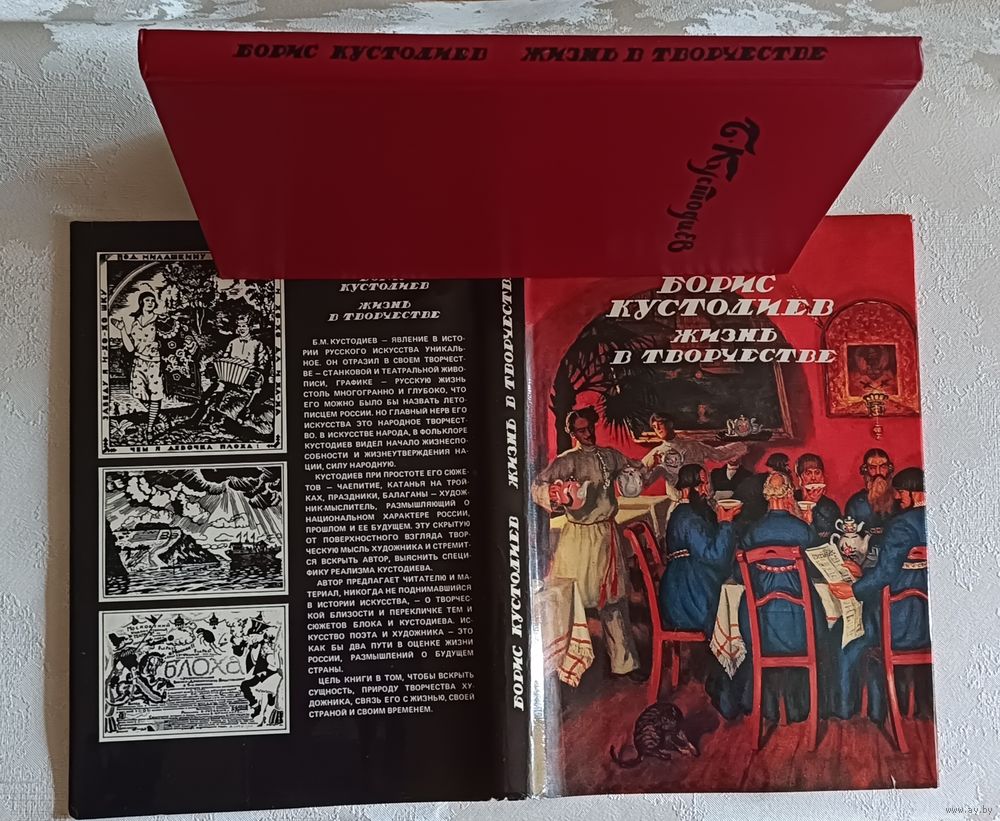 БОРИС КУСТОДИЕВ ЖИЗНЬ В ТВОРЧЕСТВЕ
Б. Кустодиев
БОРИС
КУСТОДИЕВ
ЖИЗНЬ
В ТВОРЧЕСТВЕ
БОРИС КУСТОДИЕВ ЖИЗНЬ В ТВОРЧЕСТВЕ
КУСТОДИЕВ
ЖИЗНЬ
В ТВОРЧЕСТВЕ
Б.М. КУСТОДИЕВ – ЯВЛЕНИЕ В ИСТО-
РИИ РУССКОГО ИСКУССТВА УНИКАЛЬ-
НОЕ. ОН ОТРАЗИЛ В СВОЕМ ТВОРЧЕСТ-
ВЕ – СТАНКОВОЙ И ТЕАТРАЛЬНОЙ ЖИВО-
ПИСИ, ГРАФИКЕ – РУССКУЮ ЖИЗНЬ
СТОЛЬ МНОГОГРАННО И ГЛУБОКО, ЧТО
ЕГО МОЖНО БЫЛО БЫ НАЗВАТЬ ЛЕТО-
ПИСЦЕМ РОССИИ. НО ГЛАВНЫЙ НЕРВ ЕГО
ИСКУССТВА ЭТО НАРОДНОЕ ТВОРЧЕСТ-
ВО. В ИСКУССТВЕ НАРОДА, В ФОЛЬКЛОРЕ
КУСТОДИЕВ ВИДЕЛ НАЧАЛО ЖИЗНЕСПО-
СОБНОСТИ И ЖИЗНЕУТВЕРЖДЕНИЯ НА-
ЦИИ, СИЛУ НАРОДНУЮ.
КУСТОДИЕВ ПРИ ПРОСТОТЕ ЕГО СЮЖЕ-
ТОВ – ЧАЕПИТИЕ, КАТАНЬЯ НА ТРОЙ-
КАХ, ПРАЗДНИКИ, БАЛАГАНЫ – ХУДОЖ-
НИК-МЫСЛИТЕЛЬ, РАЗМЫШЛЯЮЩИЙ О
НАЦИОНАЛЬНОМ ХАРАКТЕРЕ РОССИИ,
ПРОШЛОМ И ЕЕ БУДУЩЕМ. ЭТУ СКРЫТУЮ
ОТ ПОВЕРХНОСТНОГО ВЗГЛЯДА ТВОР-
ЧЕСКУЮ МЫСЛЬ ХУДОЖНИКА И СТРЕМИТ-
СЯ ВСКРЫТЬ АВТОР, ВЫЯСНИТЬ СПЕЦИ-
ФИКУ РЕАЛИЗМА КУСТОДИЕВА.
АВТОР ПРЕДЛАГАЕТ ЧИТАТЕЛЮ И МА-
ТЕРИАЛ, НИКОГДА НЕ ПОДНИМАВШИЙСЯ
В ИСТОРИИ ИСКУССТВА, – О ТВОРЧЕС-
КОЙ БЛИЗОСТИ И ПЕРЕКЛИЧКЕ ТЕМ И
СЮЖЕТОВ БЛОКА И КУСТОДИЕВА. ИС-
КУССТВО ПОЭТА И ХУДОЖНИКА – ЭТО
КАК БЫ ДВА ПУТИ В ОЦЕНКЕ ЖИЗНИ
РОССИИ, РАЗМЫШЛЕНИЙ О БУДУЩЕМ
СТРАНЫ.
ЦЕЛЬ КНИГИ В ТОМ, ЧТОБЫ ВСКРЫТЬ
СУЩНОСТЬ, ПРИРОДУ ТВОРЧЕСТВА ХУ-
ДОЖНИКА, СВЯЗЬ ЕГО С ЖИЗНЬЮ, СВОЕЙ
СТРАНОЙ И СВОИМ ВРЕМЕНЕМ.
ЧЕМ Я ДЕВОЧКА ПЛОХА!
БЛОХА
www.ay.by